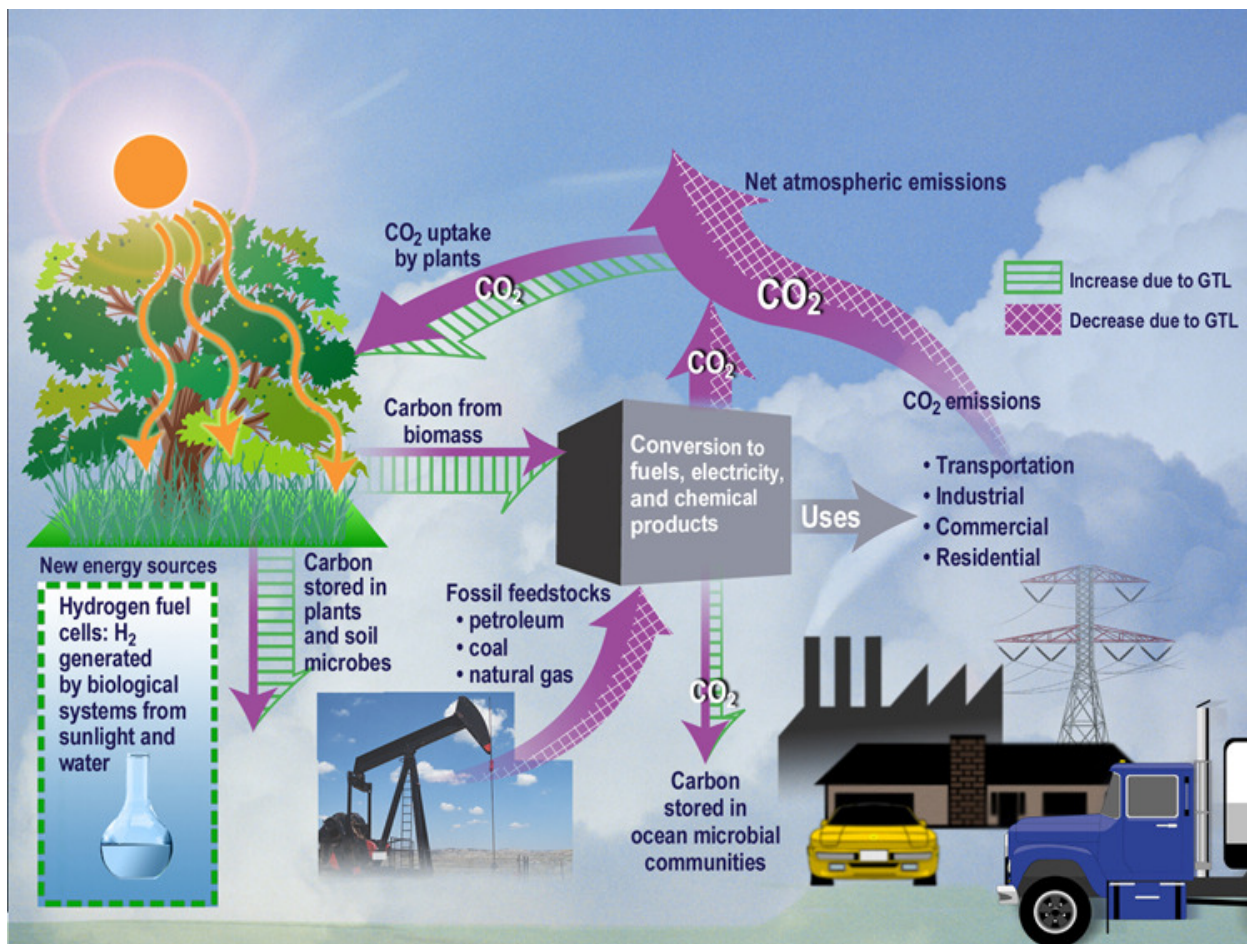 Net atmospheric emissions
CO₂ uptake
by plants
CO₂
CO₂
Increase due to GTL
Decrease due to GTL
CO₂
CO₂ emissions
• Transportation
• Industrial
• Commercial
• Residential
Carbon from
biomass
Conversion to
fuels, electricity,
and chemical
products
Uses
New energy sources
Hydrogen fuel
cells: H₂
generated
by biological
systems from
sunlight and
water
Carbon
stored in
plants
and soil
microbes
Fossil feedstocks
• petroleum
• coal
• natural gas
CO₂
Carbon
stored in
ocean microbial
communities